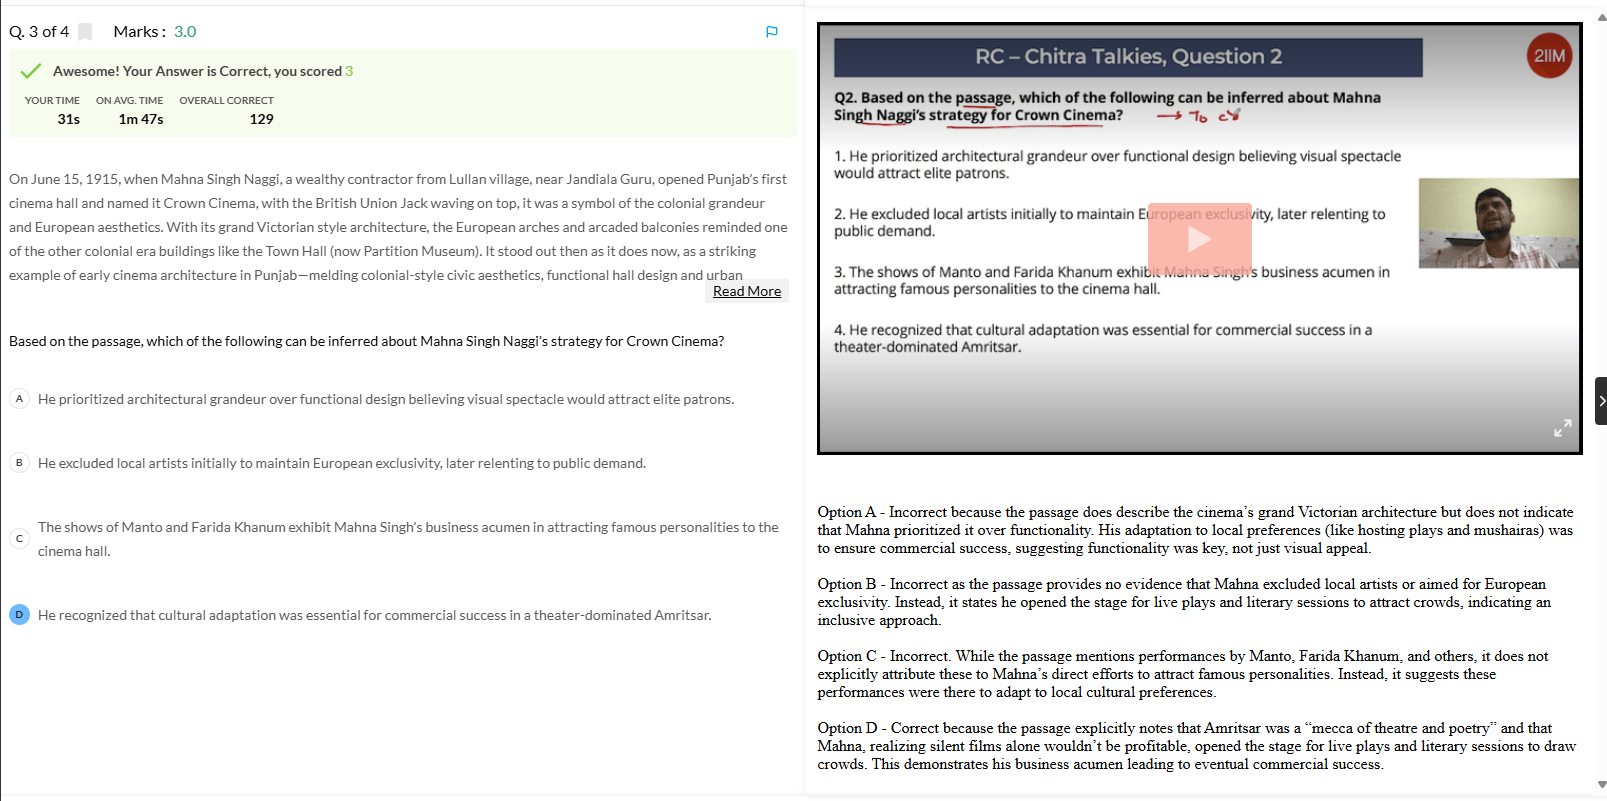 Q. 3 of 4 Marks : 3.0
Awesome! Your Answer is Correct, you scored 3
YOUR TIME ON AVG. TIME OVERALL CORRECT
31s 1m 47s 129
On June 15, 1915, when Mahna Singh Naggi, a wealthy contractor from Lullan village, near Jandiala Guru, opened Punjab's first
cinema hall and named it Crown Cinema, with the British Union Jack waving on top, it was a symbol of the colonial grandeur
and European aesthetics. With its grand Victorian style architecture, the European arches and arcaded balconies reminded one
of the other colonial era buildings like the Town Hall (now Partition Museum). It stood out then as it does now, as a striking
example of early cinema architecture in Punjab—melding colonial-style civic aesthetics, functional hall design and urban
Read More
Based on the passage, which of the following can be inferred about Mahna Singh Naggi's strategy for Crown Cinema?
A He prioritized architectural grandeur over functional design believing visual spectacle would attract elite patrons.
B He excluded local artists initially to maintain European exclusivity, later relenting to public demand.
C The shows of Manto and Farida Khanum exhibit Mahna Singh's business acumen in attracting famous personalities to the
cinema hall.
D He recognized that cultural adaptation was essential for commercial success in a theater-dominated Amritsar.
RC – Chitra Talkies, Question 2
2IIM
Q2. Based on the passage, which of the following can be inferred about Mahna
Singh Naggi's strategy for Crown Cinema? → To
1. He prioritized architectural grandeur over functional design believing visual spectacle
would attract elite patrons.
2. He excluded local artists initially to maintain European exclusivity, later relenting to
public demand.
3. The shows of Manto and Farida Khanum exhibit Mahna Singh's business acumen in
attracting famous personalities to the cinema hall.
4. He recognized that cultural adaptation was essential for commercial success in a
theater-dominated Amritsar.
Option A - Incorrect because the passage does describe the cinema's grand Victorian architecture but does not indicate
that Mahna prioritized it over functionality. His adaptation to local preferences (like hosting plays and mushairas) was
to ensure commercial success, suggesting functionality was key, not just visual appeal.
Option B - Incorrect as the passage provides no evidence that Mahna excluded local artists or aimed for European
exclusivity. Instead, it states he opened the stage for live plays and literary sessions to attract crowds, indicating an
inclusive approach.
Option C - Incorrect. While the passage mentions performances by Manto, Farida Khanum, and others, it does not
explicitly attribute these to Mahna's direct efforts to attract famous personalities. Instead, it suggests these
performances were there to adapt to local cultural preferences.
Option D - Correct because the passage explicitly notes that Amritsar was a “mecca of theatre and poetry” and that
Mahna, realizing silent films alone wouldn't be profitable, opened the stage for live plays and literary sessions to draw
crowds. This demonstrates his business acumen leading to eventual commercial success.